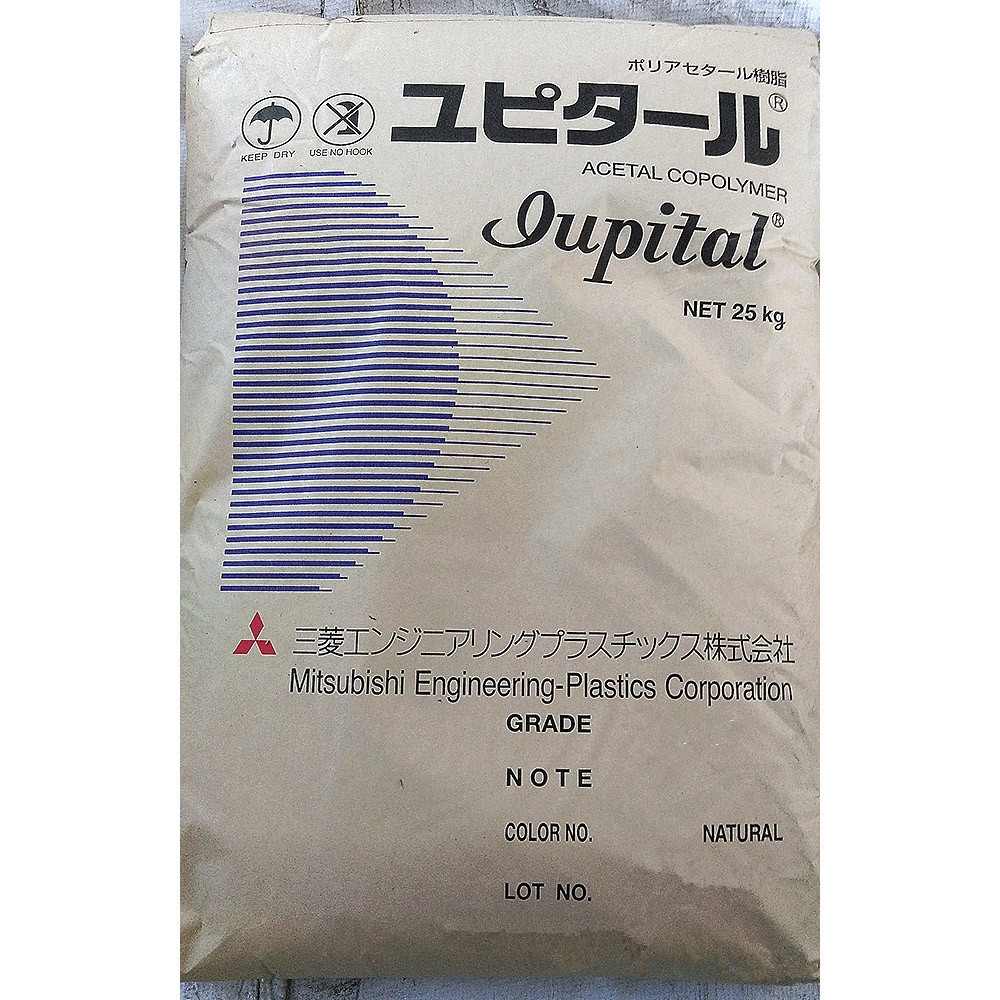 ポリアセタール樹脂
ユピタール®
KEEP DRY
USE NO HOOK
ACETAL COPOLYMER
Iupital®
NET 25 kg
三菱エンジニアリングプラスチックス株式会社
Mitsubishi Engineering-Plastics Corporation
GRADE
NOTE
COLOR NO. NATURAL
LOT NO.